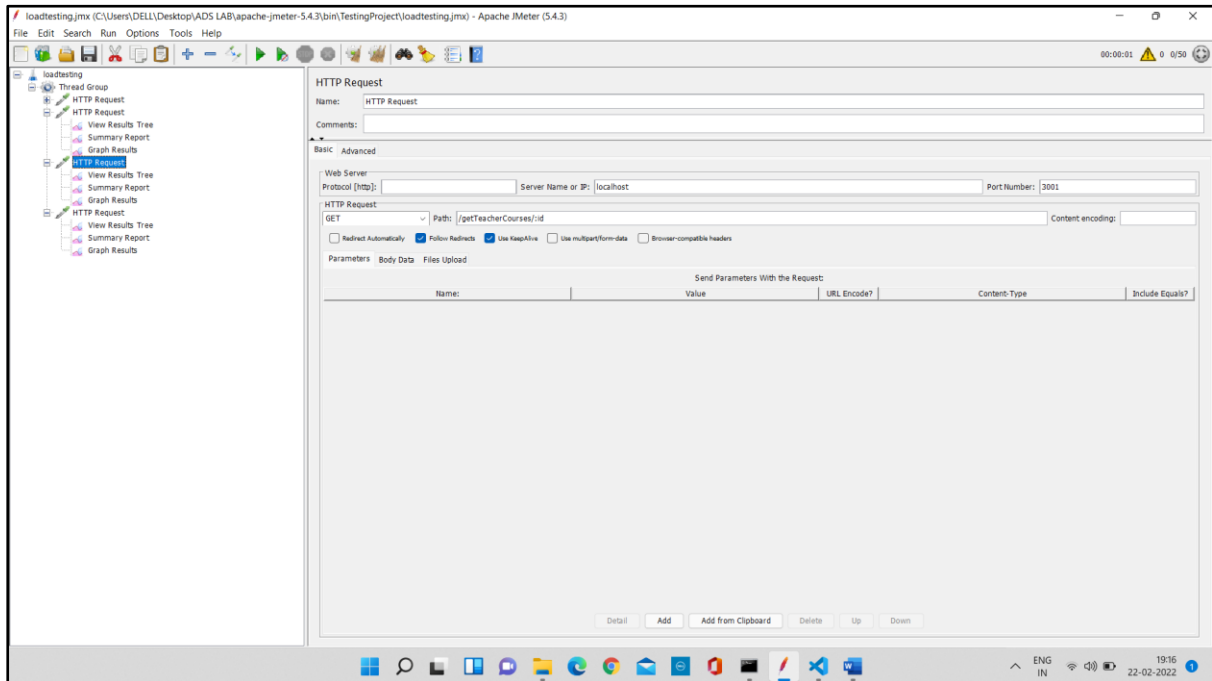 loadtesting.jmx (C:\Users\DELL\Desktop\ADS LAB\apache-jmeter-5.4.3\bin\TestingProject\loadtesting.jmx) - Apache JMeter (5.4.3)
File Edit Search Run Options Tools Help
00:00:01 0 0/50
loadtesting
Thread Group
HTTP Request
HTTP Request
View Results Tree
Summary Report
Graph Results
HTTP Request
View Results Tree
Summary Report
Graph Results
HTTP Request
View Results Tree
Summary Report
Graph Results
HTTP Request
Name: HTTP Request
Comments:
Basic Advanced
Web Server
Protocol [http]: Server Name or IP: localhost Port Number: 3001
HTTP Request
GET Path: /getTeacherCourses/:id Content encoding:
Redirect Automatically Follow Redirects Use KeepAlive Use multipart/form-data Browser-compatible headers
Parameters Body Data Files Upload
Send Parameters With the Request:
Name: Value URL Encode? Content-Type Include Equals?
Detail Add Add from Clipboard Delete Up Down
ENG
IN
19:16
22-02-2022
1